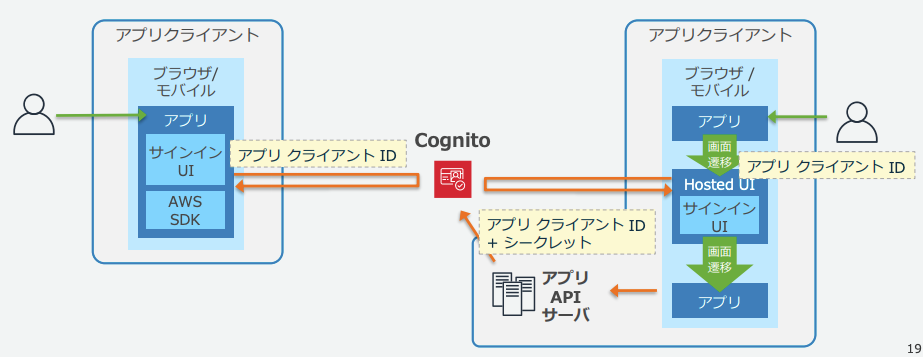 アプリクライアント
ブラウザ/
モバイル
アプリ
サインイン
UI
AWS
SDK
アプリ クライアント ID
Cognito
アプリクライアント
ブラウザ /
モバイル
アプリ
画面
遷移
アプリ クライアント ID
Hosted UI
サインイン
UI
アプリ クライアント ID
+ シークレット
画面
遷移
アプリ
API
サーバ
アプリ
19